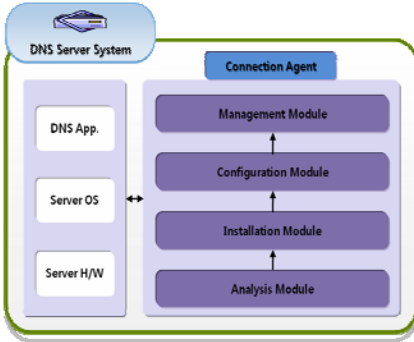 DNS Server System
Connection Agent
DNS App.
Server OS
Server H/W
Management Module
Configuration Module
Installation Module
Analysis Module